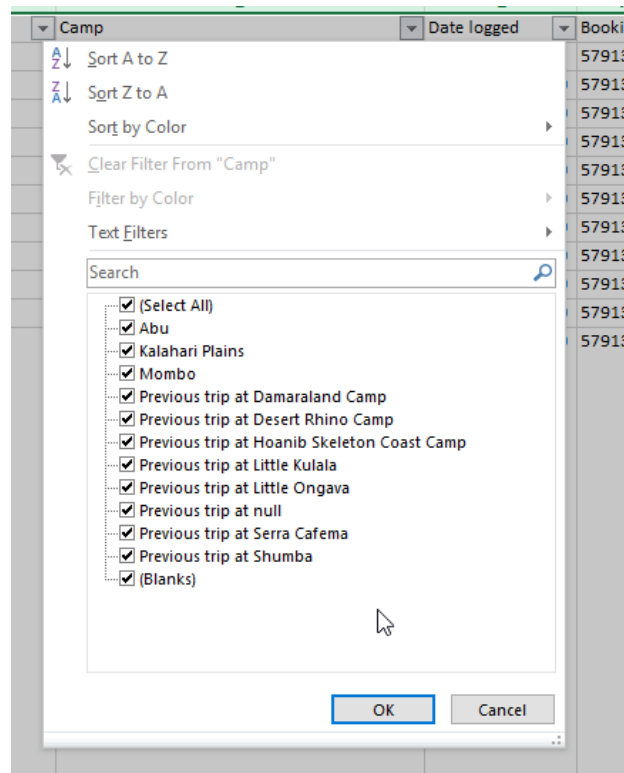 Camp Date logged Booki
Sort A to Z 57913
Sort Z to A 57913
Sort by Color 57913
57913
Clear Filter From "Camp" 57913
Filter by Color 57913
Text Filters 57913
57913
Search 57913
(Select All) 57913
Abu
Kalahari Plains 57913
Mombo
Previous trip at Damaraland Camp
Previous trip at Desert Rhino Camp
Previous trip at Hoanib Skeleton Coast Camp
Previous trip at Little Kulala
Previous trip at Little Ongava
Previous trip at null
Previous trip at Serra Cafema
Previous trip at Shumba
(Blanks)
OK Cancel